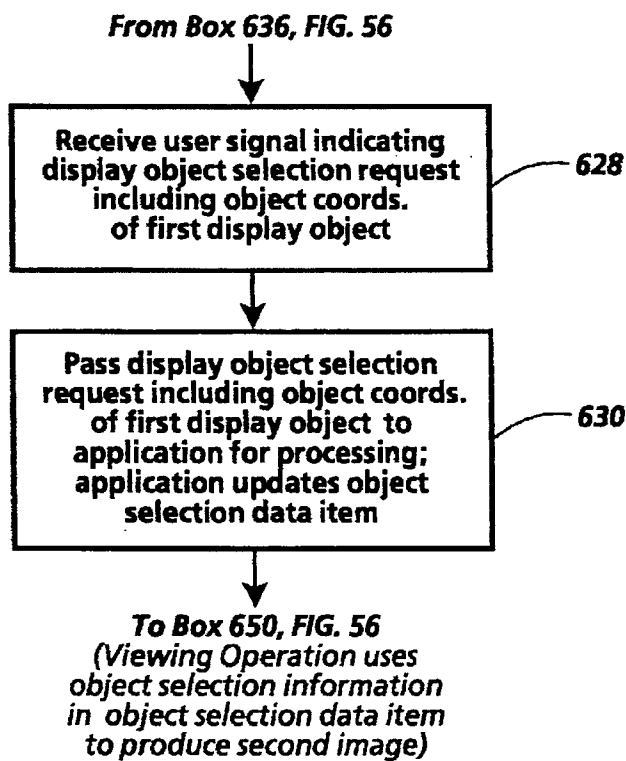 From Box 636, FIG. 56
Receive user signal indicating
display object selection request
including object coords.
of first display object
628
Pass display object selection
request including object coords.
of first display object to
application for processing;
application updates object
selection data item
630
To Box 650, FIG. 56
(Viewing Operation uses
object selection information
in object selection data item
to produce second image)